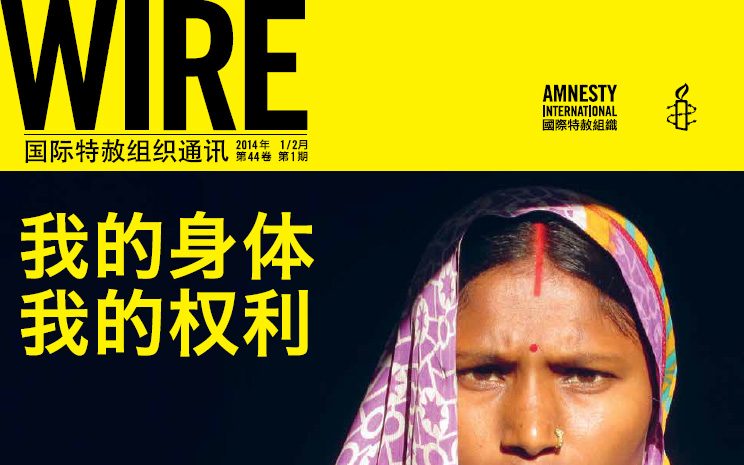 WIRE
国际特赦组织通讯
2014年 1/2月
第44卷 第1期
AMNESTY
INTERNATIONAL
國際特赦組織
我的身体
我的权利